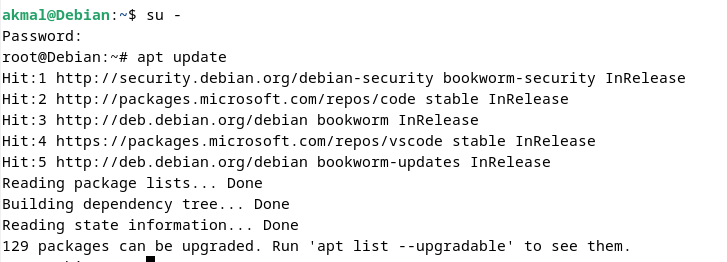 akmal@Debian:~$ su -
Password:
root@Debian:~# apt update
Hit:1 http://security.debian.org/debian-security bookworm-security InRelease
Hit:2 http://packages.microsoft.com/repos/code stable InRelease
Hit:3 http://deb.debian.org/debian bookworm InRelease
Hit:4 https://packages.microsoft.com/repos/vscode stable InRelease
Hit:5 http://deb.debian.org/debian bookworm-updates InRelease
Reading package lists... Done
Building dependency tree... Done
Reading state information... Done
129 packages can be upgraded. Run 'apt list --upgradable' to see them.